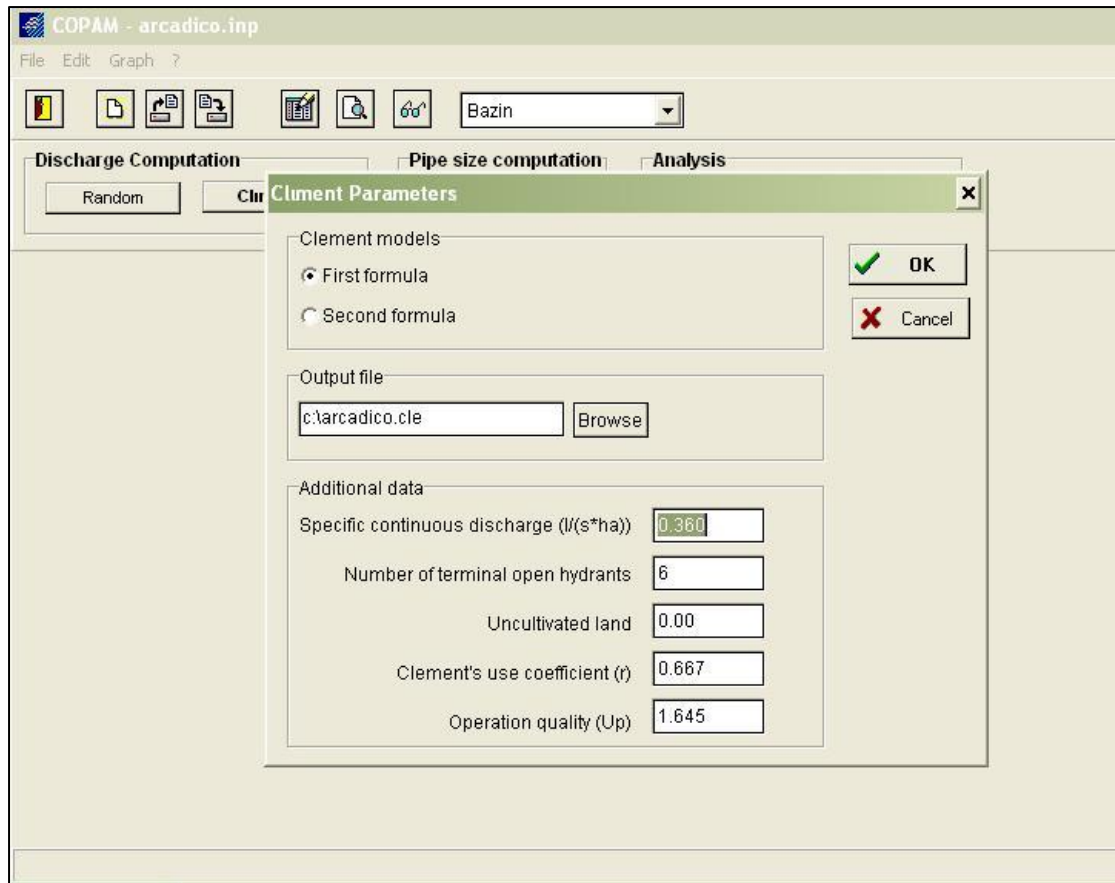 COPAM - arcadico.inp
File Edit Graph ?
Bazin
Discharge Computation Pipe size computation Analysis
Random Clır
Clıment Parameters
Clement models
First formula
OK
Second formula
Cancel
Output file
c:\arcadico.cle Browse
Additional data
Specific continuous discharge (l/(s*ha)) 0.360
Number of terminal open hydrants 6
Uncultivated land 0.00
Clement's use coefficient (r) 0.667
Operation quality (Up) 1.645